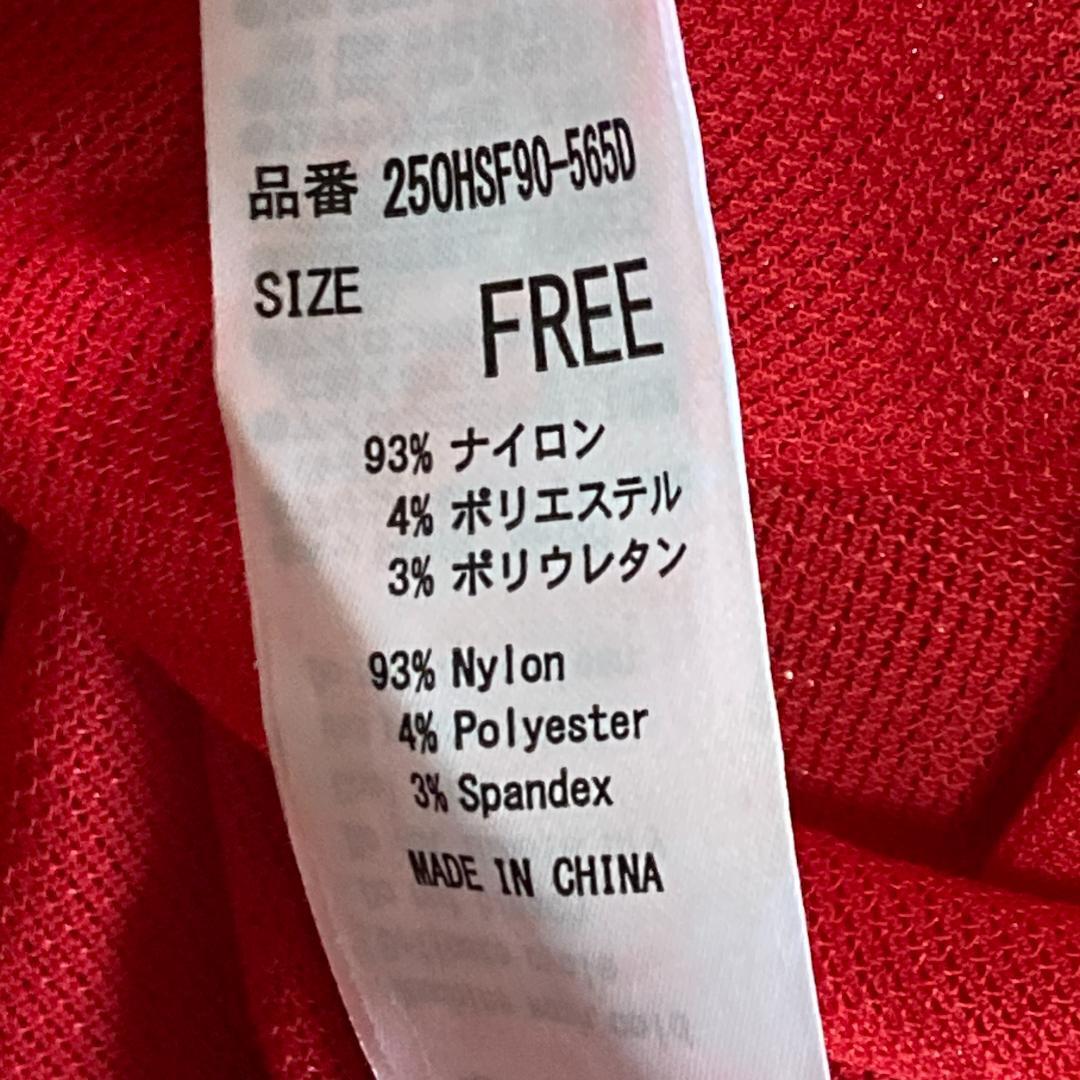 品番 250HSF90-565D
SIZE FREE
93% ナイロン
4% ポリエステル
3% ポリウレタン
93% Nylon
4% Polyester
3% Spandex
MADE IN CHINA